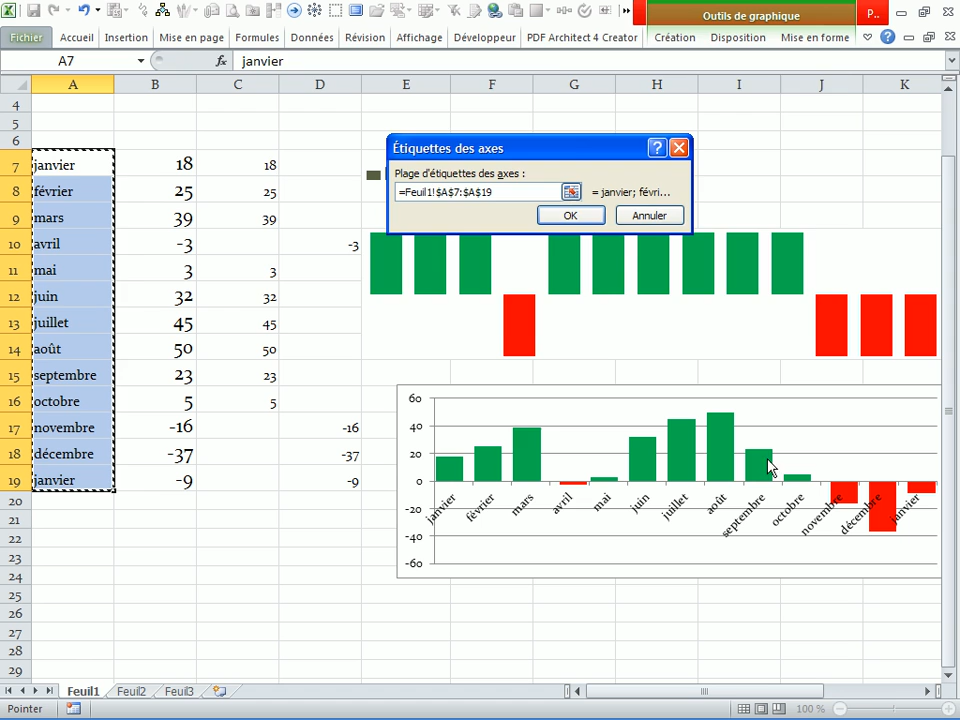 Outils de graphique
P..
Fichier Accueil Insertion Mise en page Formules Données Révision Affichage Développeur PDF Architect 4 Creator Création Disposition Mise en forme
A7 fx janvier
A B C D E F G H I J K
4
5
6
7 janvier 18 18
8 février 25 25
9 mars 39 39
10 avril -3 -3
11 mai 3 3
12 juin 32 32
13 juillet 45 45
14 août 50 50
15 septembre 23 23
16 octobre 5 5
17 novembre -16 -16
18 décembre -37 -37
19 janvier -9 -9
20
21
22
23
24
25
26
27
28
29
Étiquettes des axes
Plage d'étiquettes des axes :
=Feuil1!$A$7:$A$19 = janvier; févri...
OK Annuler
60
40
20
0
-20
-40
-60
janvier février mars avril mai juin juillet août septembre octobre novembre décembre janvier
Feuil1 Feuil2 Feuil3
Pointer 100 %